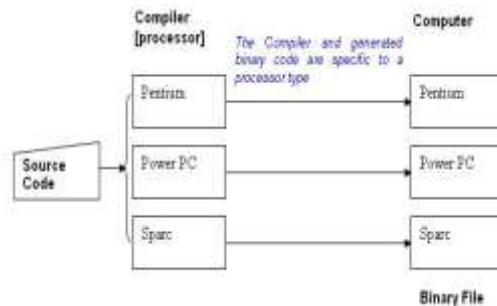 Compiler
[processor]
Computer
The Compiler and generated
binary code are specific to a
processor type
Pentium
Pentium
Source
Code
Power PC
Power PC
Sparc
Sparc
Binary File